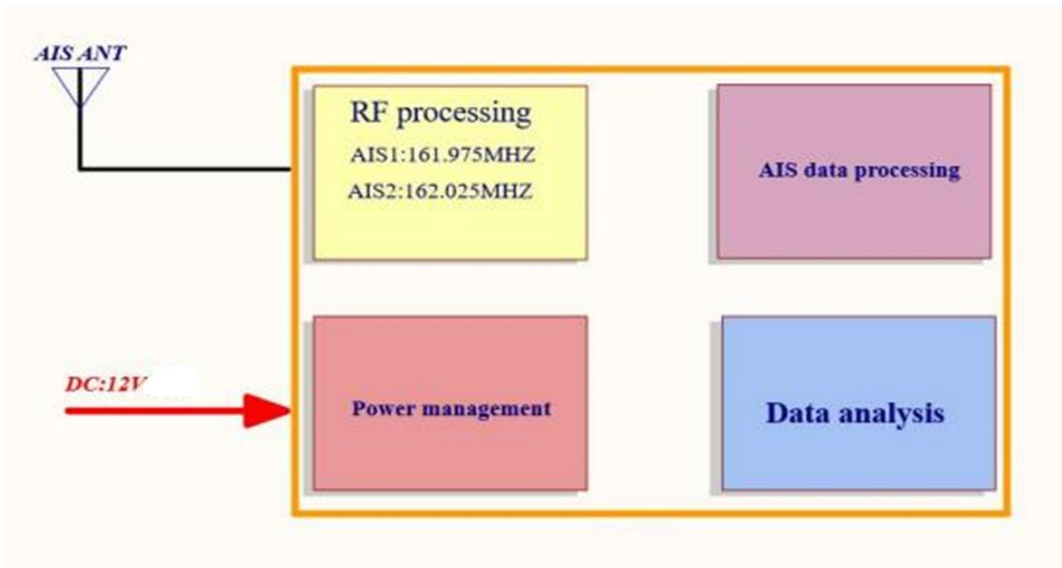 AIS ANT
RF processing
AIS1:161.975MHZ
AIS2:162.025MHZ
AIS data processing
DC:12V
Power management
Data analysis